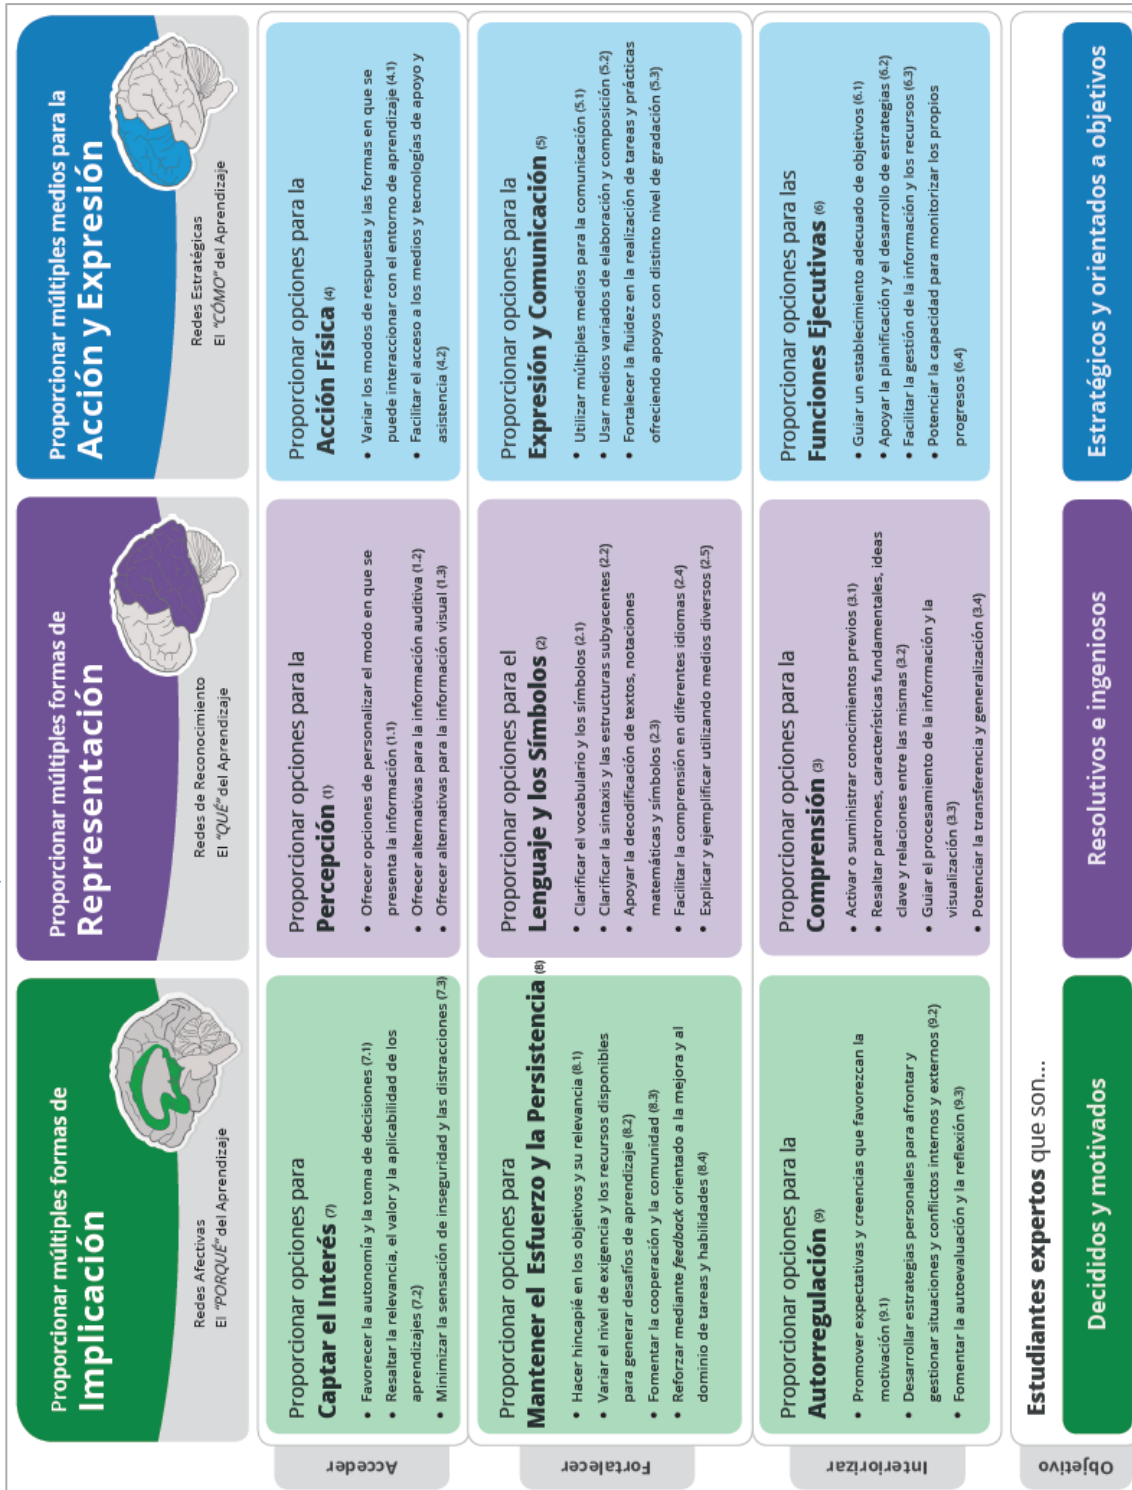 Proporcionar múltiples formas de
Implicación
Redes Afectivas
El "PORQUÉ" del Aprendizaje
Proporcionar múltiples formas de
Representación
Redes de Reconocimiento
El "QUÉ" del Aprendizaje
Proporcionar múltiples medios para la
Acción y Expresión
Redes Estratégicas
El "CÓMO" del Aprendizaje
Acceder
Proporcionar opciones para
Captar el Interés (7)
• Favorecer la autonomía y la toma de decisiones (7.1)
• Resaltar la relevancia, el valor y la aplicabilidad de los
aprendizajes (7.2)
• Minimizar la sensación de inseguridad y las distracciones (7.3)
Proporcionar opciones para la
Percepción (1)
• Ofrecer opciones de personalizar el modo en que se
presenta la información (1.1)
• Ofrecer alternativas para la información auditiva (1.2)
• Ofrecer alternativas para la información visual (1.3)
Proporcionar opciones para la
Acción Física (4)
• Variar los modos de respuesta y las formas en que se
puede interaccionar con el entorno de aprendizaje (4.1)
• Facilitar el acceso a los medios y tecnologías de apoyo y
asistencia (4.2)
Fortalecer
Proporcionar opciones para
Mantener el Esfuerzo y la Persistencia (8)
• Hacer hincapié en los objetivos y su relevancia (8.1)
• Variar el nivel de exigencia y los recursos disponibles
para generar desafíos de aprendizaje (8.2)
• Fomentar la cooperación y la comunidad (8.3)
• Reforzar mediante feedback orientado a la mejora y al
dominio de tareas y habilidades (8.4)
Proporcionar opciones para el
Lenguaje y los Símbolos (2)
• Clarificar el vocabulario y los símbolos (2.1)
• Clarificar la sintaxis y las estructuras subyacentes (2.2)
• Apoyar la decodificación de textos, notaciones
matemáticas y símbolos (2.3)
• Facilitar la comprensión en diferentes idiomas (2.4)
• Explicar y ejemplificar utilizando medios diversos (2.5)
Proporcionar opciones para la
Expresión y Comunicación (5)
• Utilizar múltiples medios para la comunicación (5.1)
• Usar medios variados de elaboración y composición (5.2)
• Fortalecer la fluidez en la realización de tareas y prácticas
ofreciendo apoyos con distinto nivel de gradación (5.3)
Interiorizar
Proporcionar opciones para la
Autorregulación (9)
• Promover expectativas y creencias que favorezcan la
motivación (9.1)
• Desarrollar estrategias personales para afrontar y
gestionar situaciones y conflictos internos y externos (9.2)
• Fomentar la autoevaluación y la reflexión (9.3)
Proporcionar opciones para la
Comprensión (3)
• Activar o suministrar conocimientos previos (3.1)
• Resaltar patrones, características fundamentales, ideas
clave y relaciones entre las mismas (3.2)
• Guiar el procesamiento de la información y la
visualización (3.3)
• Potenciar la transferencia y generalización (3.4)
Proporcionar opciones para las
Funciones Ejecutivas (6)
• Guiar un establecimiento adecuado de objetivos (6.1)
• Apoyar la planificación y el desarrollo de estrategias (6.2)
• Facilitar la gestión de la información y los recursos (6.3)
• Potenciar la capacidad para monitorizar los propios
progresos (6.4)
Objetivo
Estudiantes expertos que son...
Decididos y motivados
Resolutivos e ingeniosos
Estratégicos y orientados a objetivos